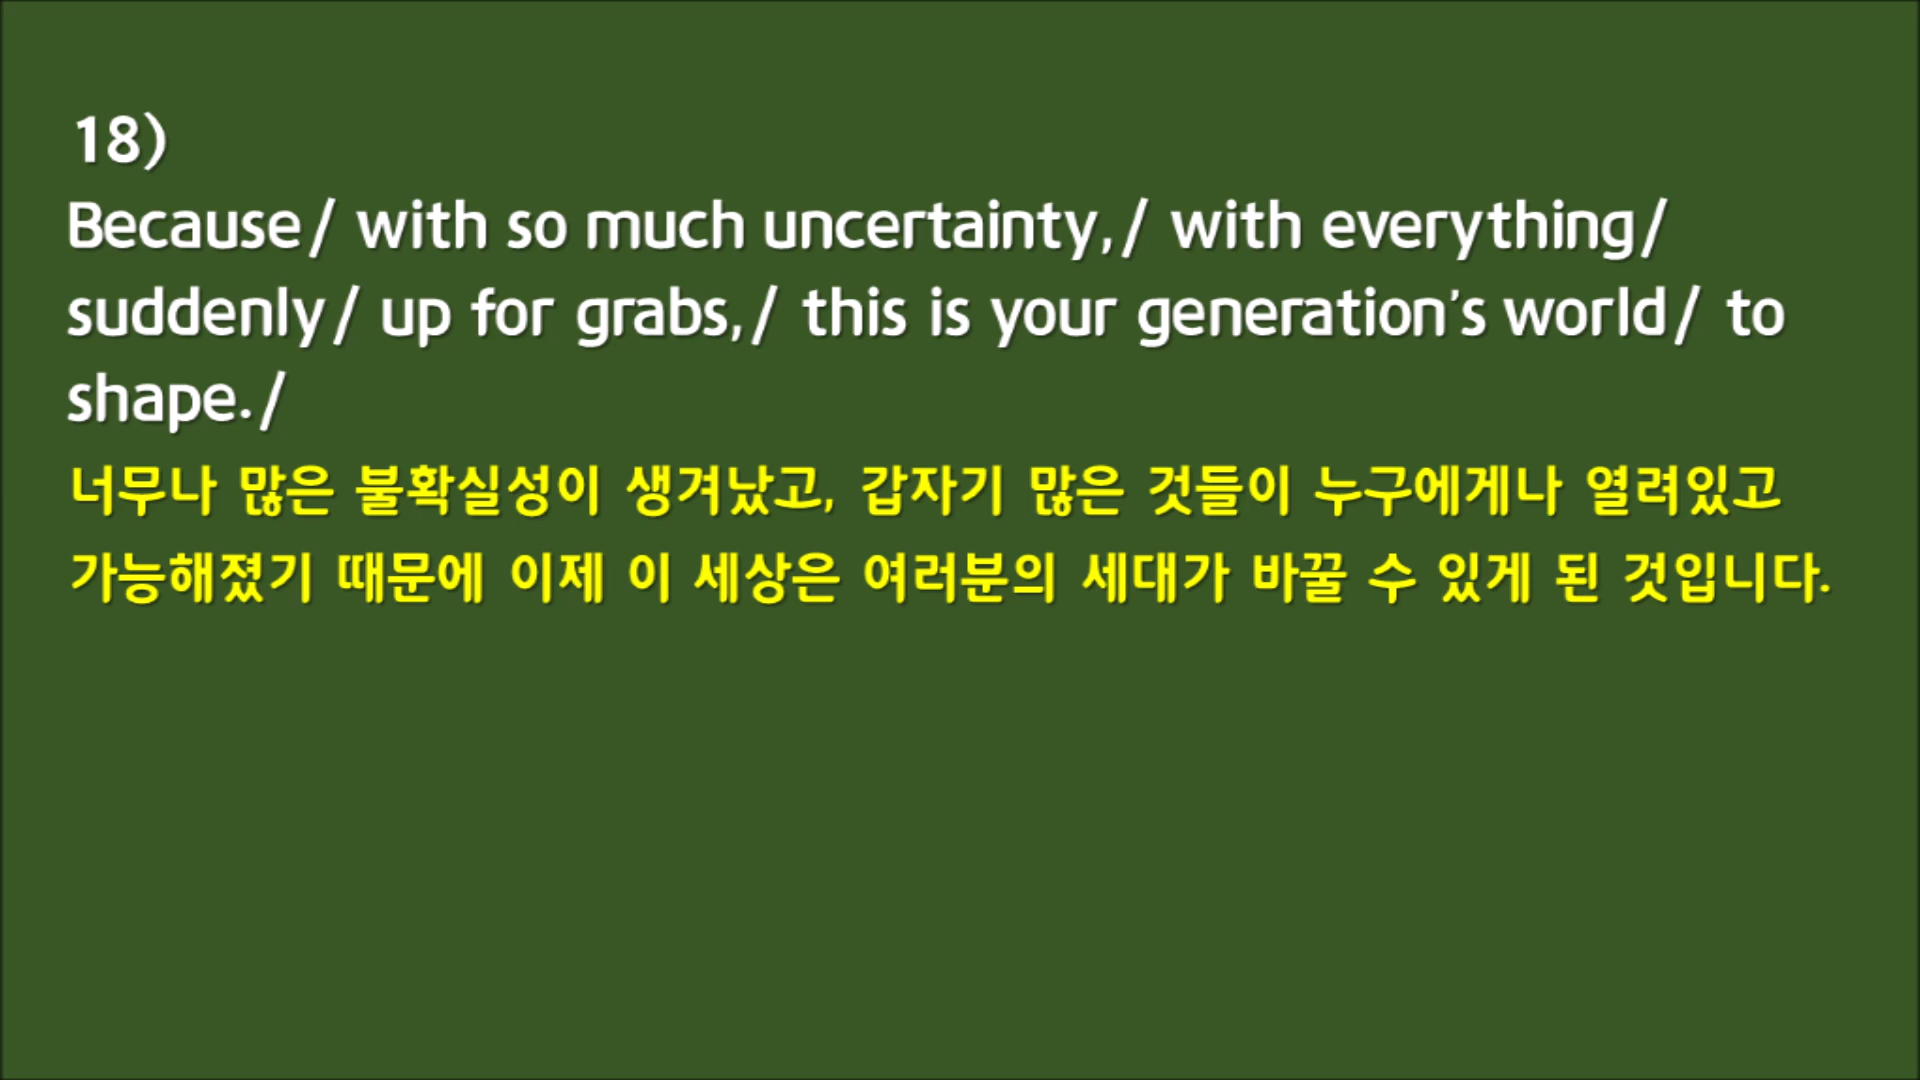 18)
Because/ with so much uncertainty,/ with everything/
suddenly/ up for grabs,/ this is your generation's world/ to
shape./
너무나 많은 불확실성이 생겨났고, 갑자기 많은 것들이 누구에게나 열려있고
가능해졌기 때문에 이제 이 세상은 여러분의 세대가 바꿀 수 있게 된 것입니다.